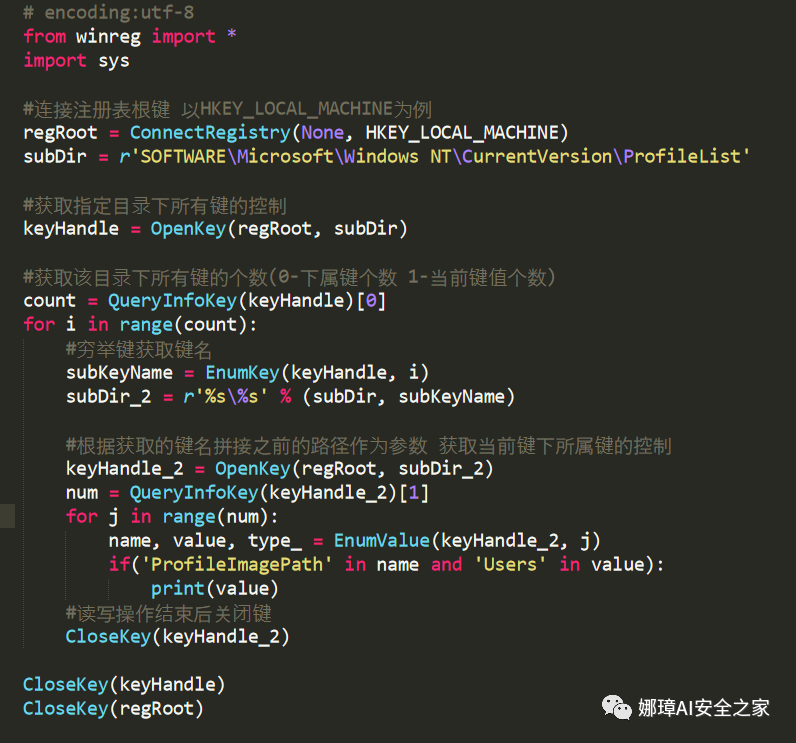 # encoding:utf-8
from winreg import *
import sys
#连接注册表根键 以HKEY_LOCAL_MACHINE为例
regRoot = ConnectRegistry(None, HKEY_LOCAL_MACHINE)
subDir = r'SOFTWARE\Microsoft\Windows NT\CurrentVersion\ProfileList'
#获取指定目录下所有键的控制
keyHandle = OpenKey(regRoot, subDir)
#获取该目录下所有键的个数(0-下属键个数 1-当前键值个数)
count = QueryInfoKey(keyHandle)[0]
for i in range(count):
    #穷举键获取键名
    subKeyName = EnumKey(keyHandle, i)
    subDir_2 = r'%s\%s' % (subDir, subKeyName)
    #根据获取的键名拼接之前的路径作为参数 获取当前键下所属键的控制
    keyHandle_2 = OpenKey(regRoot, subDir_2)
    num = QueryInfoKey(keyHandle_2)[1]
    for j in range(num):
        name, value, type_ = EnumValue(keyHandle_2, j)
        if('ProfileImagePath' in name and 'Users' in value):
            print(value)
    #读写操作结束后关闭键
    CloseKey(keyHandle_2)
CloseKey(keyHandle)
CloseKey(regRoot)
娜璋AI安全之家